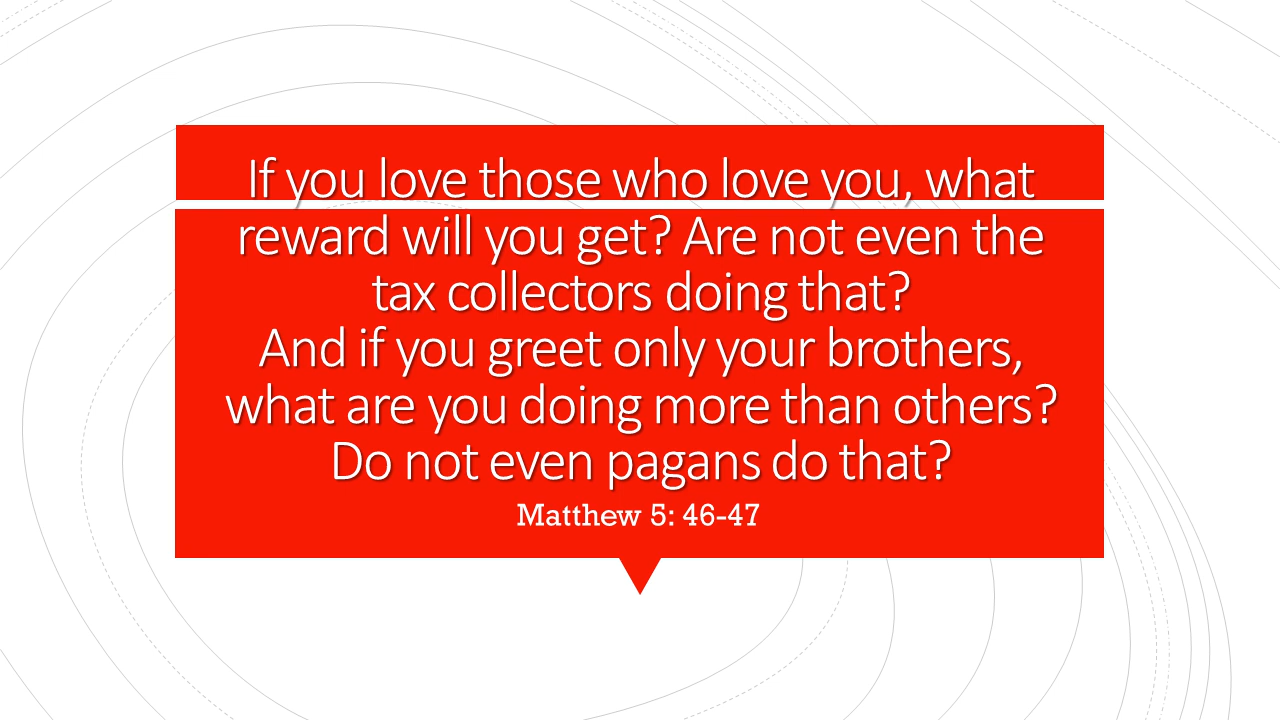 If you love those who love you, what
reward will you get? Are not even the
tax collectors doing that?
And if you greet only your brothers,
what are you doing more than others?
Do not even pagans do that?
Matthew 5: 46-47